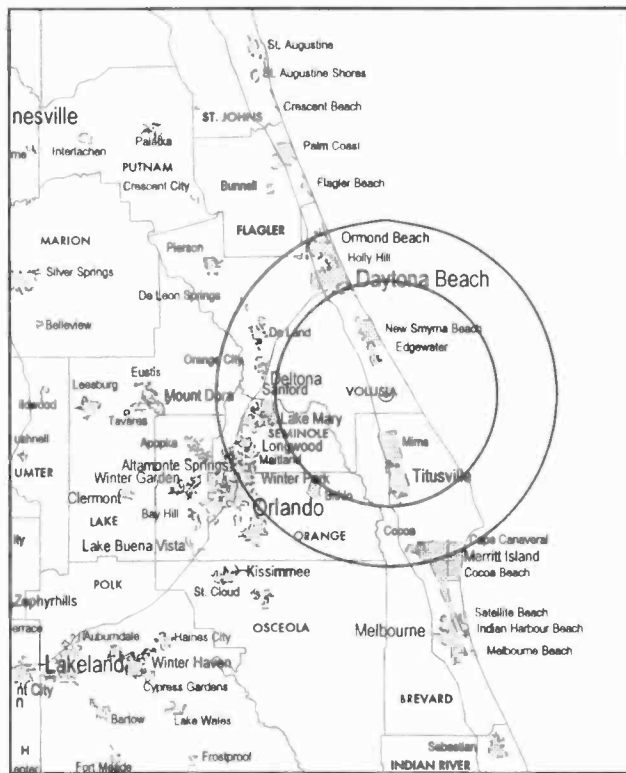 St. Augustine
St. Augustine Shores
Crescent Beach
nesville
ST. JOHNS
Palm Coast
Interlachen
Palatka
PUTNAM
Crescent City
Bunnell
Flagler Beach
FLAGLER
MARION
Pierson
Ormond Beach
Holly Hill
Silver Springs
Daytona Beach
De Leon Springs
Belleview
De Land
New Smyrna Beach
Edgewater
Orange City
Eustis
Deltona
Leesburg
Mount Dora
Sanford
VOLUSIA
Tavares
Lake Mary
SEMINOLE
Apopka
Longwood
Mims
UMTER
Altamonte Springs
Maitland
Winter Garden
Winter Park
Titusville
Clermont
Bithlo
Orlando
LAKE
Bay Hill
ORANGE
Cocoa
Cape Canaveral
Lake Buena Vista
Merritt Island
Cocoa Beach
POLK
Kissimmee
St. Cloud
Zephyrhills
OSCEOLA
Satellite Beach
Melbourne
Indian Harbour Beach
Auburndale
Haines City
Melbourne Beach
Lakeland
Winter Haven
nt City
Cypress Gardens
BREVARD
Bartow
Lake Wales
Sebastian
H
Fort Meade
Frostproof
INDIAN RIVER